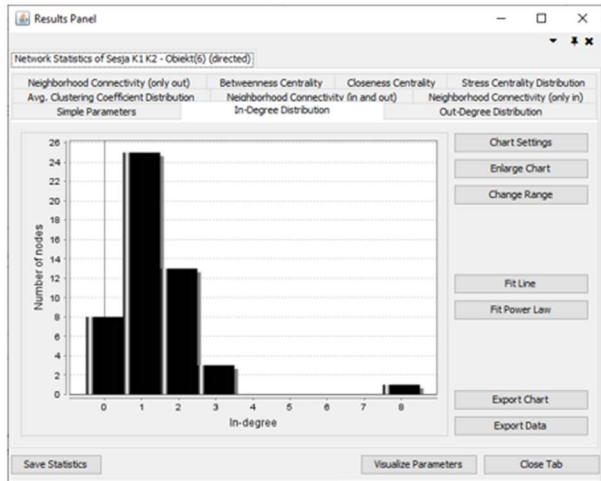 Results Panel
Network Statistics of Sesja K1 K2 - Obiekt(6) (directed)
Neighborhood Connectivity (only out) Betweenness Centrality Closeness Centrality Stress Centrality Distribution
Avg. Clustering Coefficient Distribution Neighborhood Connectivity (in and out) Neighborhood Connectivity (only in)
Simple Parameters In-Degree Distribution Out-Degree Distribution
Chart Settings
Enlarge Chart
Change Range
Fit Line
Fit Power Law
Export Chart
Export Data
Number of nodes
26
24
22
20
18
16
14
12
10
8
6
4
2
0
0 1 2 3 4 5 6 7 8
In-degree
Save Statistics Visualize Parameters Close Tab